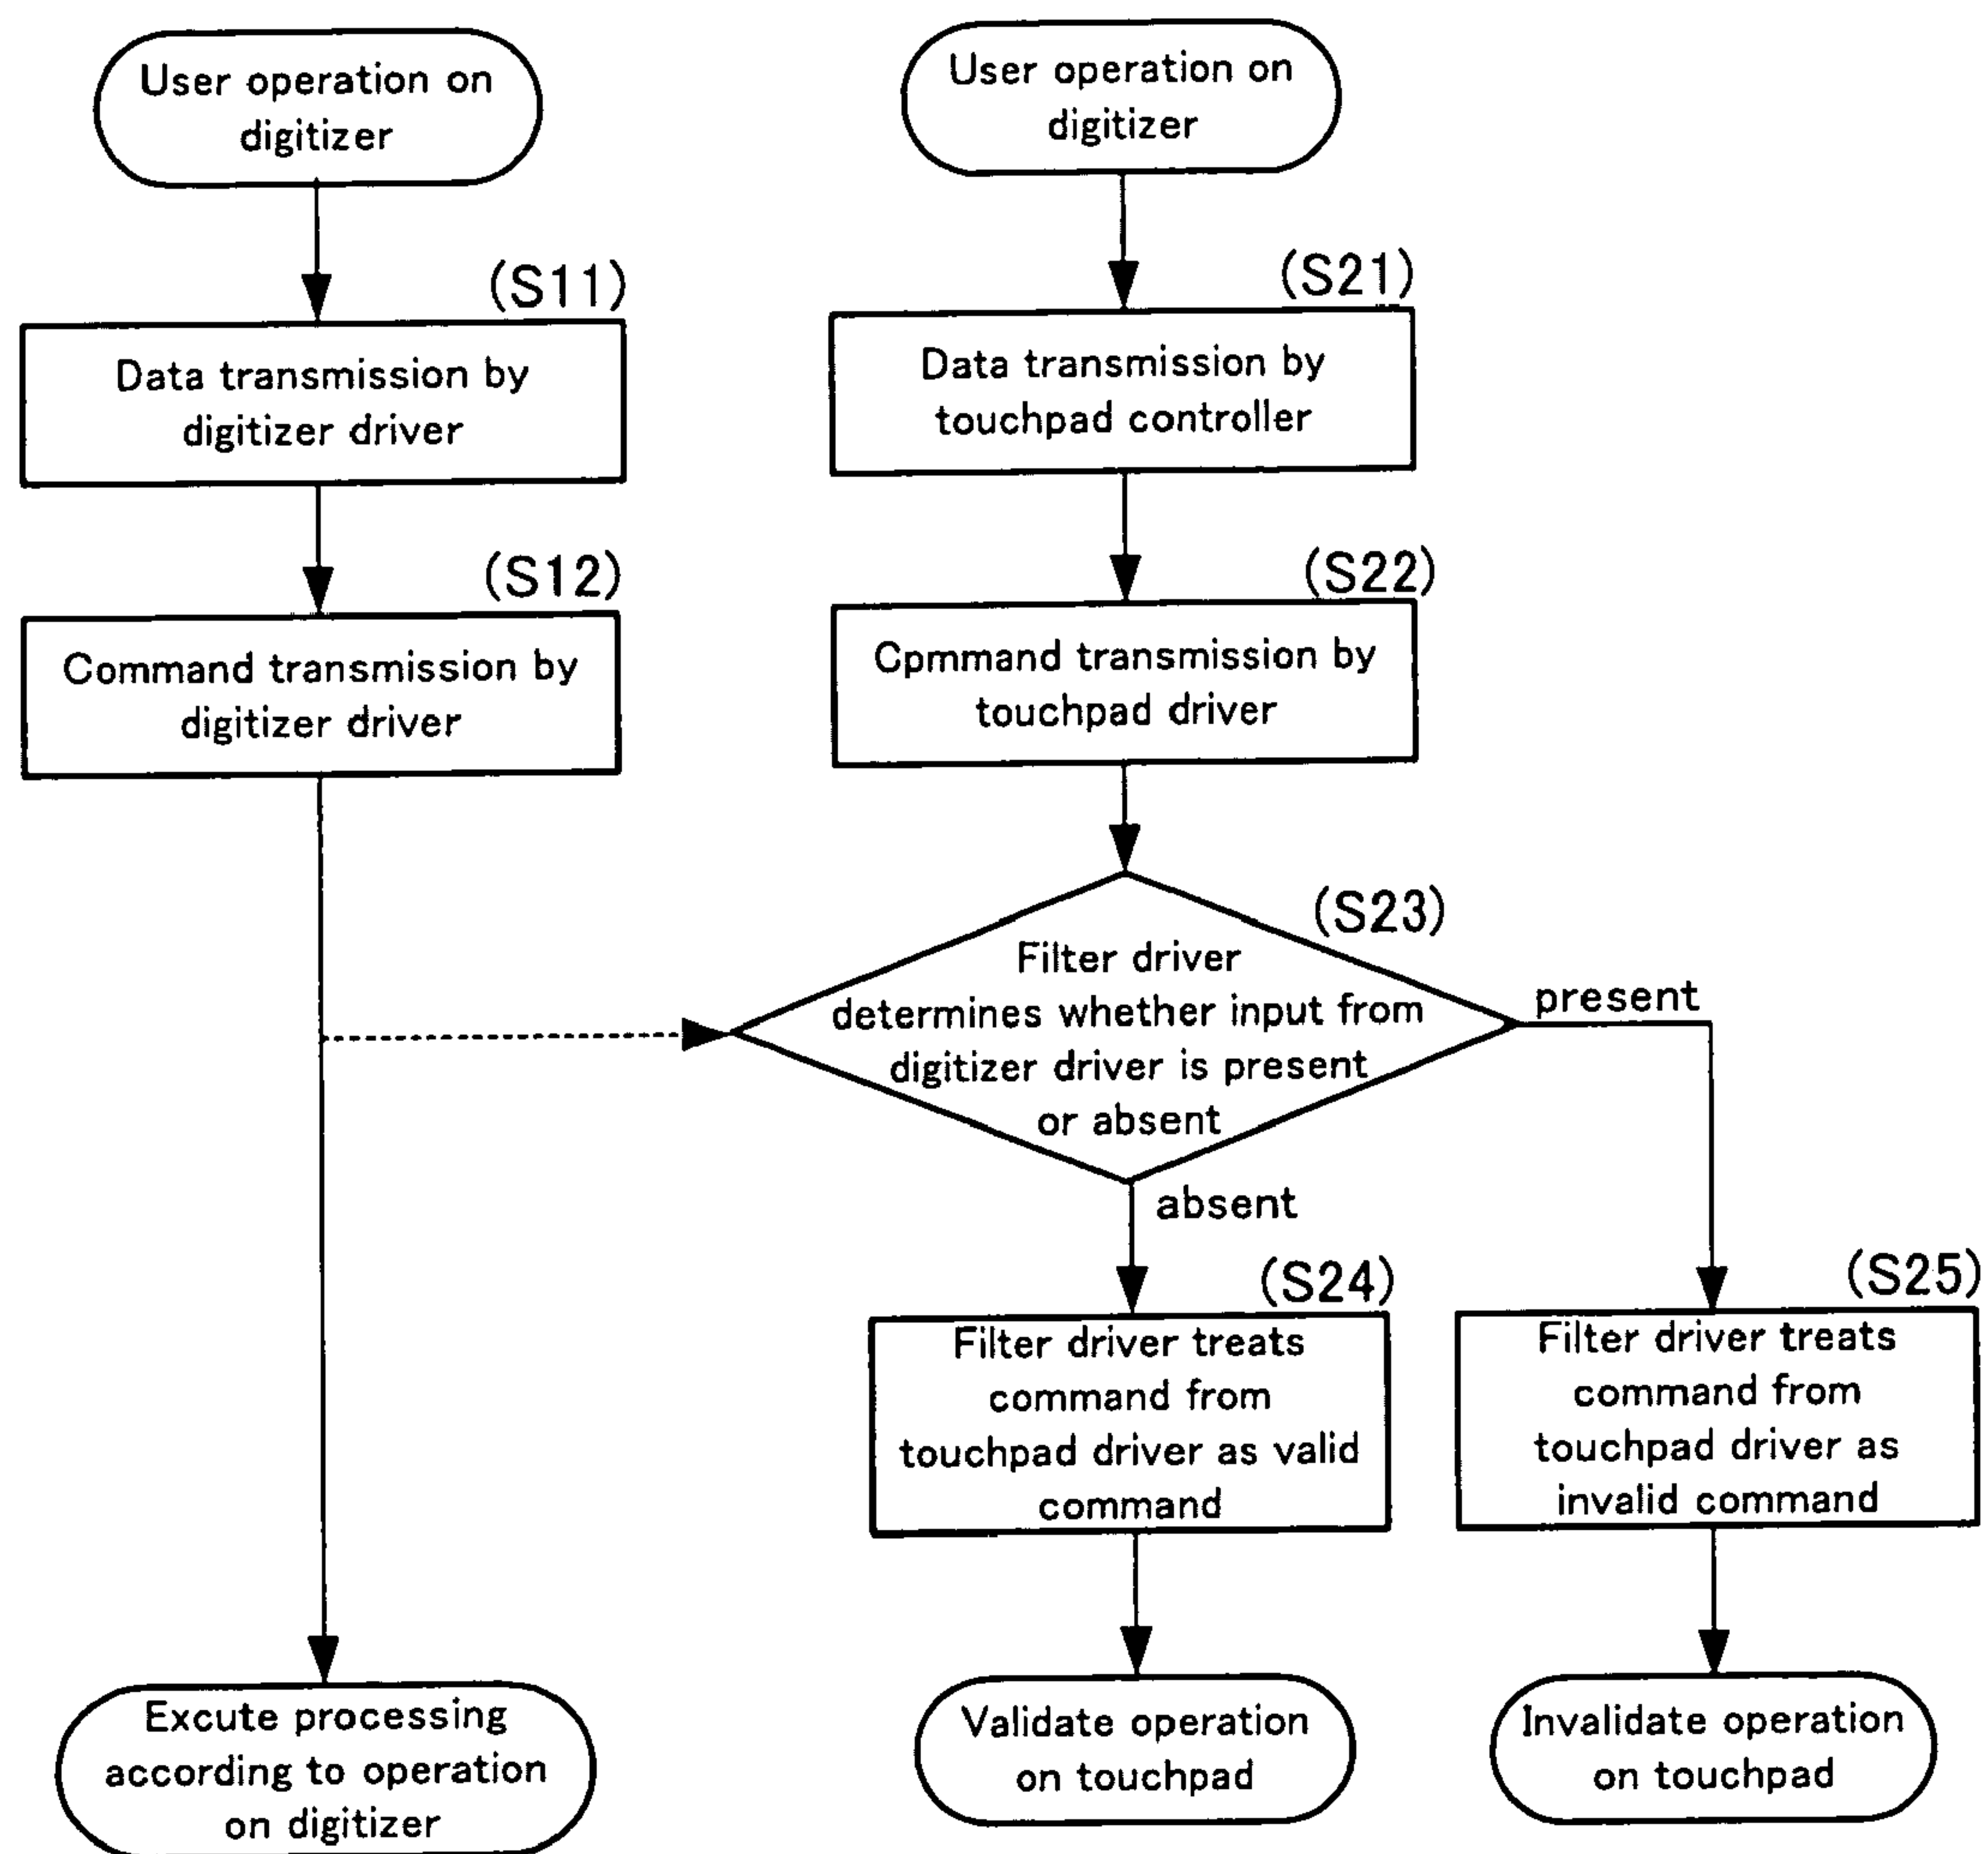 User operation on
digitizer
(S11)
Data transmission by
digitizer driver
(S12)
Command transmission by
digitizer driver
Excute processing
according to operation
on digitizer
User operation on
digitizer
(S21)
Data transmission by
touchpad controller
(S22)
Cpmmand transmission by
touchpad driver
(S23)
Filter driver
determines whether input from
digitizer driver is present
or absent
present
absent
(S24)
Filter driver treats
command from
touchpad driver as valid
command
Validate operation
on touchpad
(S25)
Filter driver treats
command from
touchpad driver as
invalid command
Invalidate operation
on touchpad